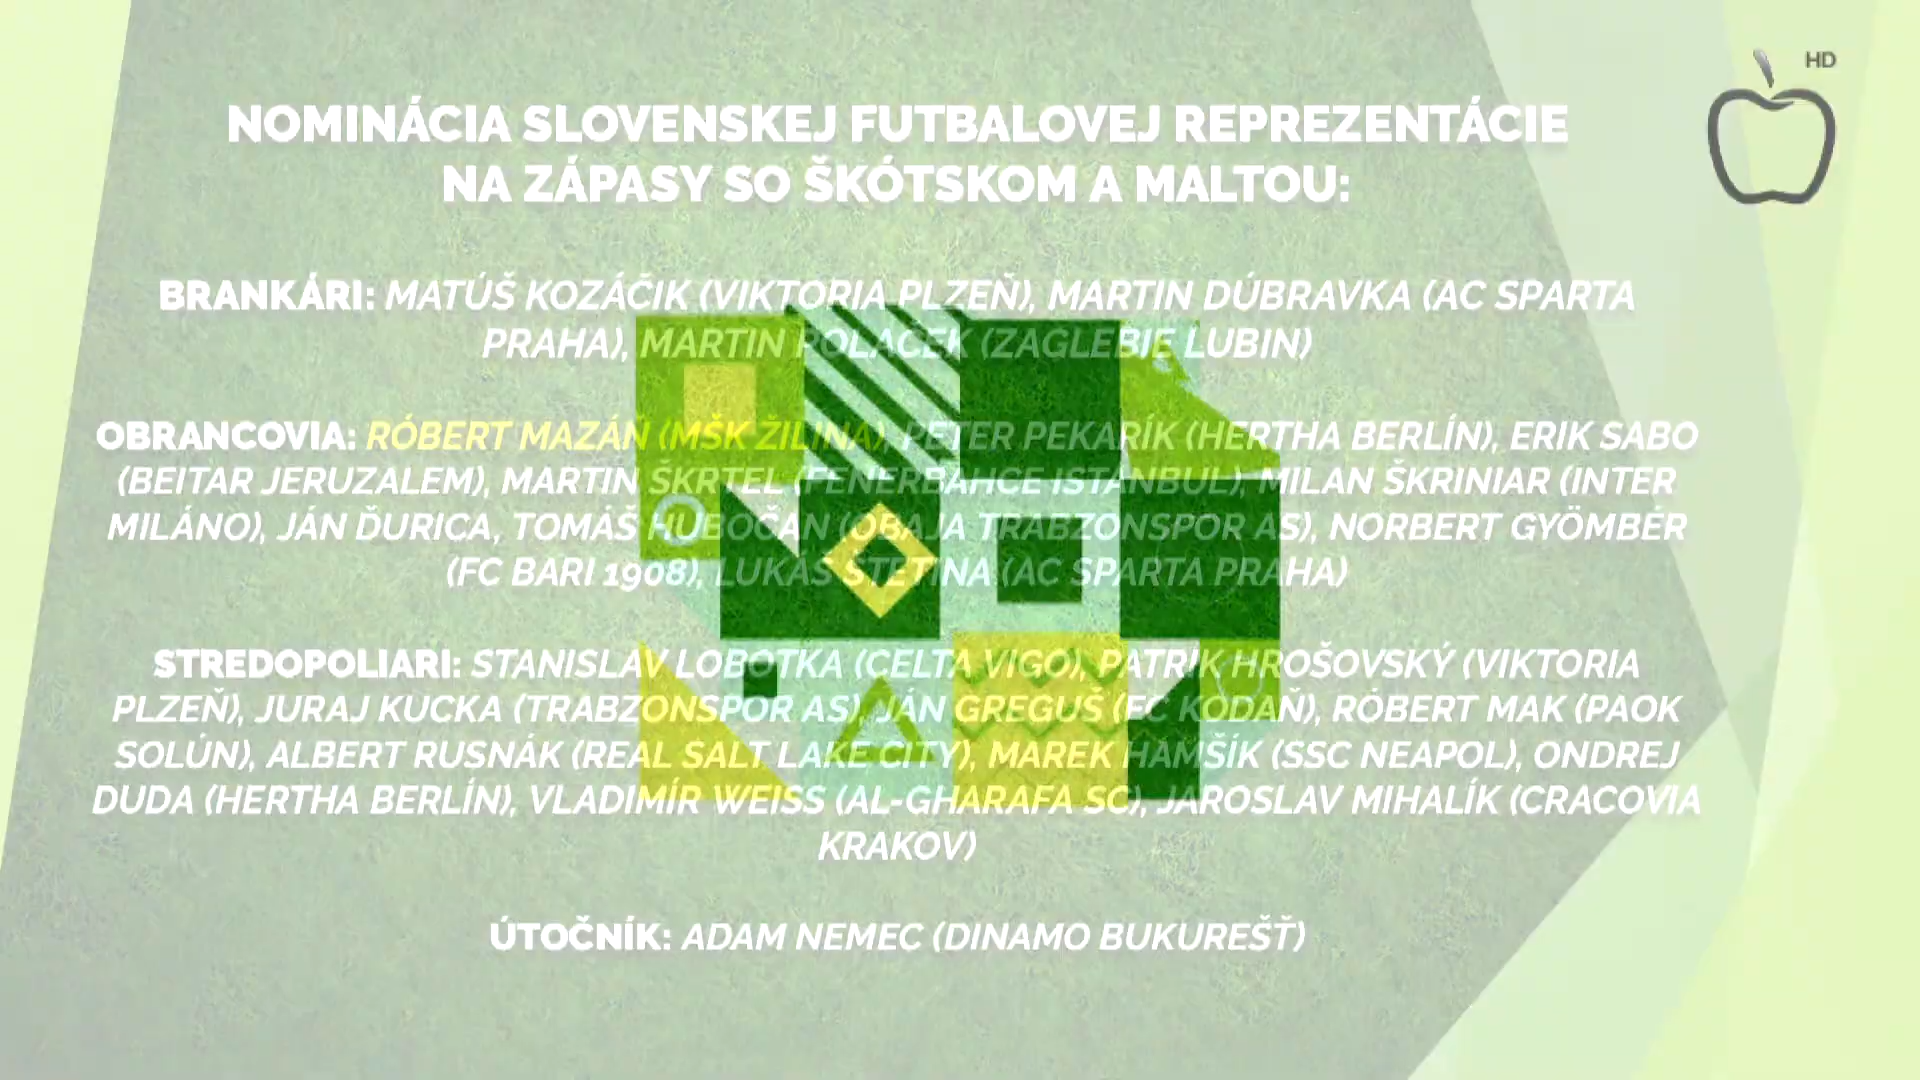 HD
NOMINÁCIA SLOVENSKEJ FUTBALOVEJ REPREZENTÁCIE
NA ZÁPASY SO ŠKÓTSKOM A MALTOU:
BRANKÁRI: MATÚŠ KOZÁČIK (VIKTORIA PLZEŇ), MARTIN DÚBRAVKA (AC SPARTA
PRAHA), MARTIN POLAČEK (ZAGLEBIE LUBIN)
OBRANCOVIA: RÓBERT MAZÁŇ (MŠK ŽILINA), PETER PEKARÍK (HERTHA BERLÍN), ERIK SABO
(BEITAR JERUZALEM), MARTIN ŠKRTEL (FENERBAHCE ISTANBUL), MILAN ŠKRINIAR (INTER
MILÁNO), JÁN ĎURICA, TOMÁŠ HUBOČAN (OBAJA TRABZONSPOR AS), NORBERT GYÖMBÉR
(FC BARI 1908), LUKÁŠ ŠTETINA (AC SPARTA PRAHA)
STREDOPOLIARI: STANISLAV LOBOTKA (CELTA VIGO), PATRIK HROŠOVSKÝ (VIKTORIA
PLZEŇ), JURAJ KUCKA (TRABZONSPOR AS), JÁN GREGUŠ (FC KODAŇ), RÓBERT MAK (PAOK
SOLÚN), ALBERT RUSNÁK (REAL SALT LAKE CITY), MAREK HAMŠÍK (SSC NEAPOL), ONDREJ
DUDA (HERTHA BERLÍN), VLADIMÍR WEISS (AL-GHARAFA SC), JAROSLAV MIHALÍK (CRACOVIA
KRAKOV)
ÚTOČNÍK: ADAM NEMEC (DINAMO BUKUREŠŤ)